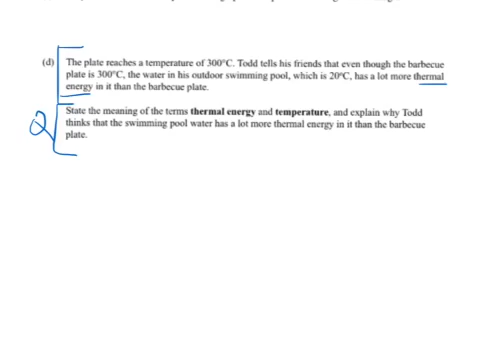 (d) The plate reaches a temperature of 300°C. Todd tells his friends that even though the barbecue
plate is 300°C, the water in his outdoor swimming pool, which is 20°C, has a lot more thermal
energy in it than the barbecue plate.
State the meaning of the terms thermal energy and temperature, and explain why Todd
Q
thinks that the swimming pool water has a lot more thermal energy in it than the barbecue
plate.